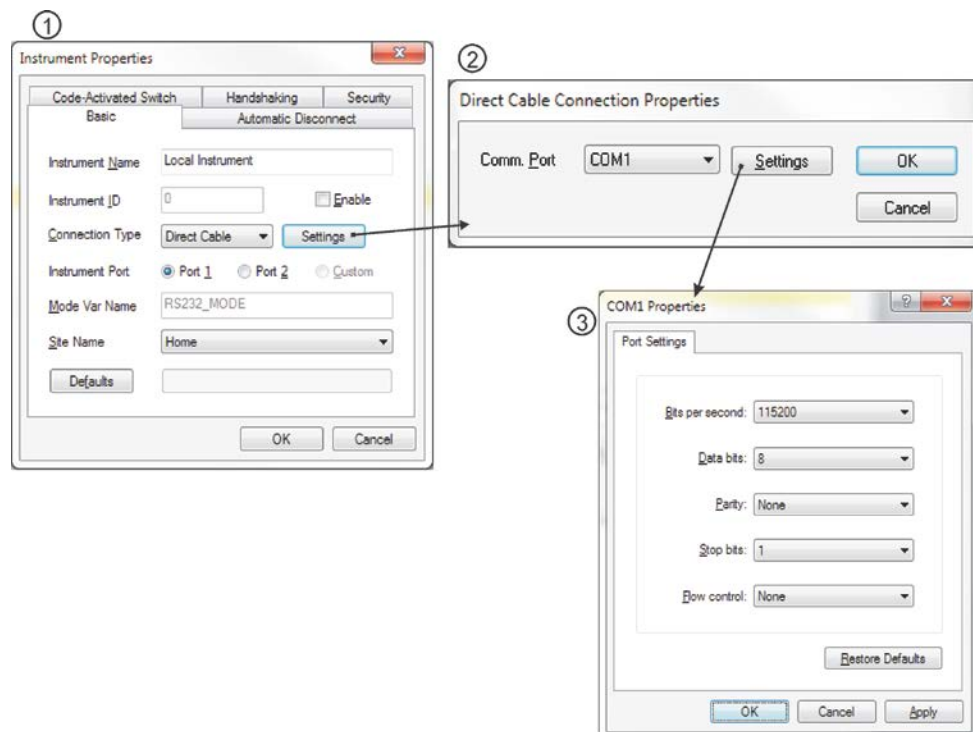 ①
Instrument Properties
Code-Activated Switch Handshaking Security
Basic Automatic Disconnect
Instrument Name Local Instrument
Instrument ID 0 Enable
Connection Type Direct Cable Settings
Instrument Port Port 1 Port 2 Custom
Mode Var Name RS232_MODE
Site Name Home
Defaults
OK Cancel
②
Direct Cable Connection Properties
Comm. Port COM1 Settings OK
Cancel
③
COM1 Properties
Port Settings
Bits per second: 115200
Data bits: 8
Parity: None
Stop bits: 1
Flow control: None
Restore Defaults
OK Cancel Apply